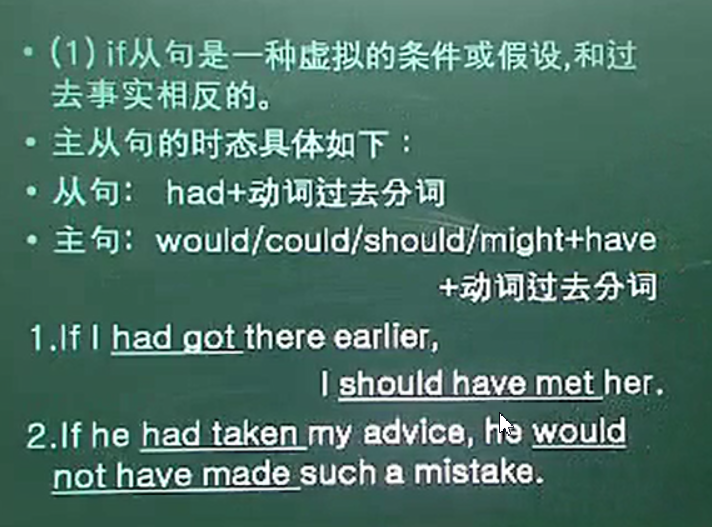 • (1) if从句是一种虚拟的条件或假设,和过
去事实相反的。
• 主从句的时态具体如下：
• 从句： had+动词过去分词
• 主句：would/could/should/might+have
+动词过去分词
1.If I had got there earlier,
I should have met her.
2.If he had taken my advice, he would
not have made such a mistake.